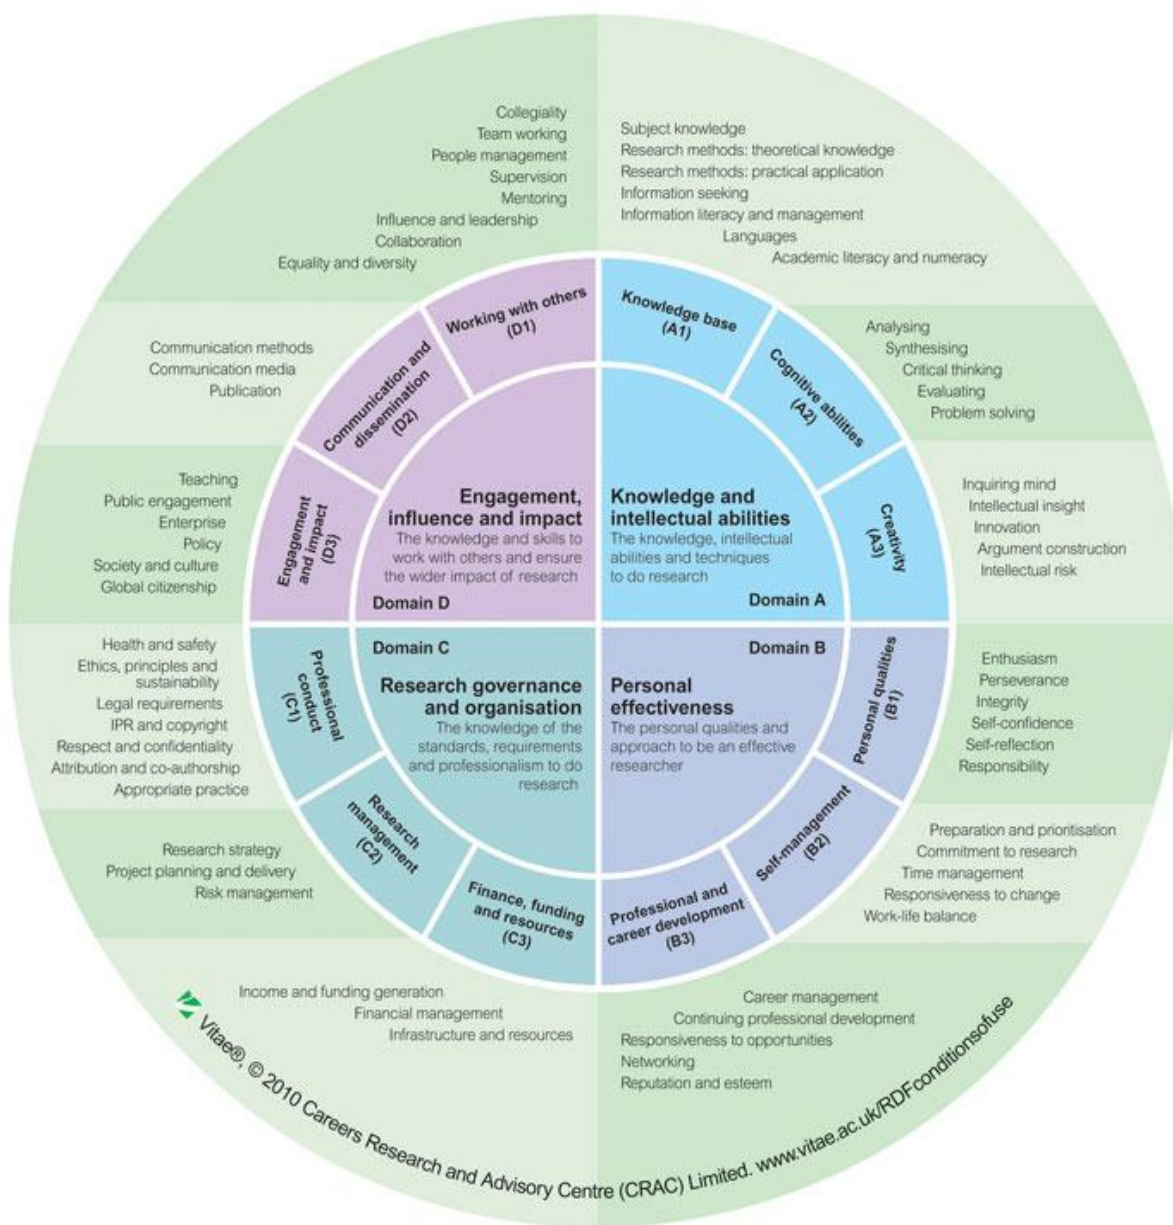 Collegiality
Team working
People management
Supervision
Mentoring
Influence and leadership
Collaboration
Equality and diversity
Subject knowledge
Research methods: theoretical knowledge
Research methods: practical application
Information seeking
Information literacy and management
Languages
Academic literacy and numeracy
Communication methods
Communication media
Publication
Analysing
Synthesising
Critical thinking
Evaluating
Problem solving
Teaching
Public engagement
Enterprise
Policy
Society and culture
Global citizenship
Inquiring mind
Intellectual insight
Innovation
Argument construction
Intellectual risk
Working with others
(D1)
Communication and
dissemination
(D2)
Engagement
and impact
(D3)
Knowledge base
(A1)
Cognitive abilities
(A2)
Creativity
(A3)
Engagement,
influence and impact
The knowledge and skills to
work with others and ensure
the wider impact of research
Domain D
Knowledge and
intellectual abilities
The knowledge, intellectual
abilities and techniques
to do research
Domain A
Domain C
Research governance
and organisation
The knowledge of the
standards, requirements
and professionalism to do
research
Domain B
Personal
effectiveness
The personal qualities and
approach to be an effective
researcher
Professional
conduct
(C1)
Research
management
(C2)
Finance, funding
and resources
(C3)
Personal qualities
(B1)
Self-management
(B2)
Professional and
career development
(B3)
Health and safety
Ethics, principles and
sustainability
Legal requirements
IPR and copyright
Respect and confidentiality
Attribution and co-authorship
Appropriate practice
Enthusiasm
Perseverance
Integrity
Self-confidence
Self-reflection
Responsibility
Research strategy
Project planning and delivery
Risk management
Preparation and prioritisation
Commitment to research
Time management
Responsiveness to change
Work-life balance
Income and funding generation
Financial management
Infrastructure and resources
Career management
Continuing professional development
Responsiveness to opportunities
Networking
Reputation and esteem
Vitae®, © 2010 Careers Research and Advisory Centre (CRAC) Limited. www.vitae.ac.uk/RDFconditionsofuse